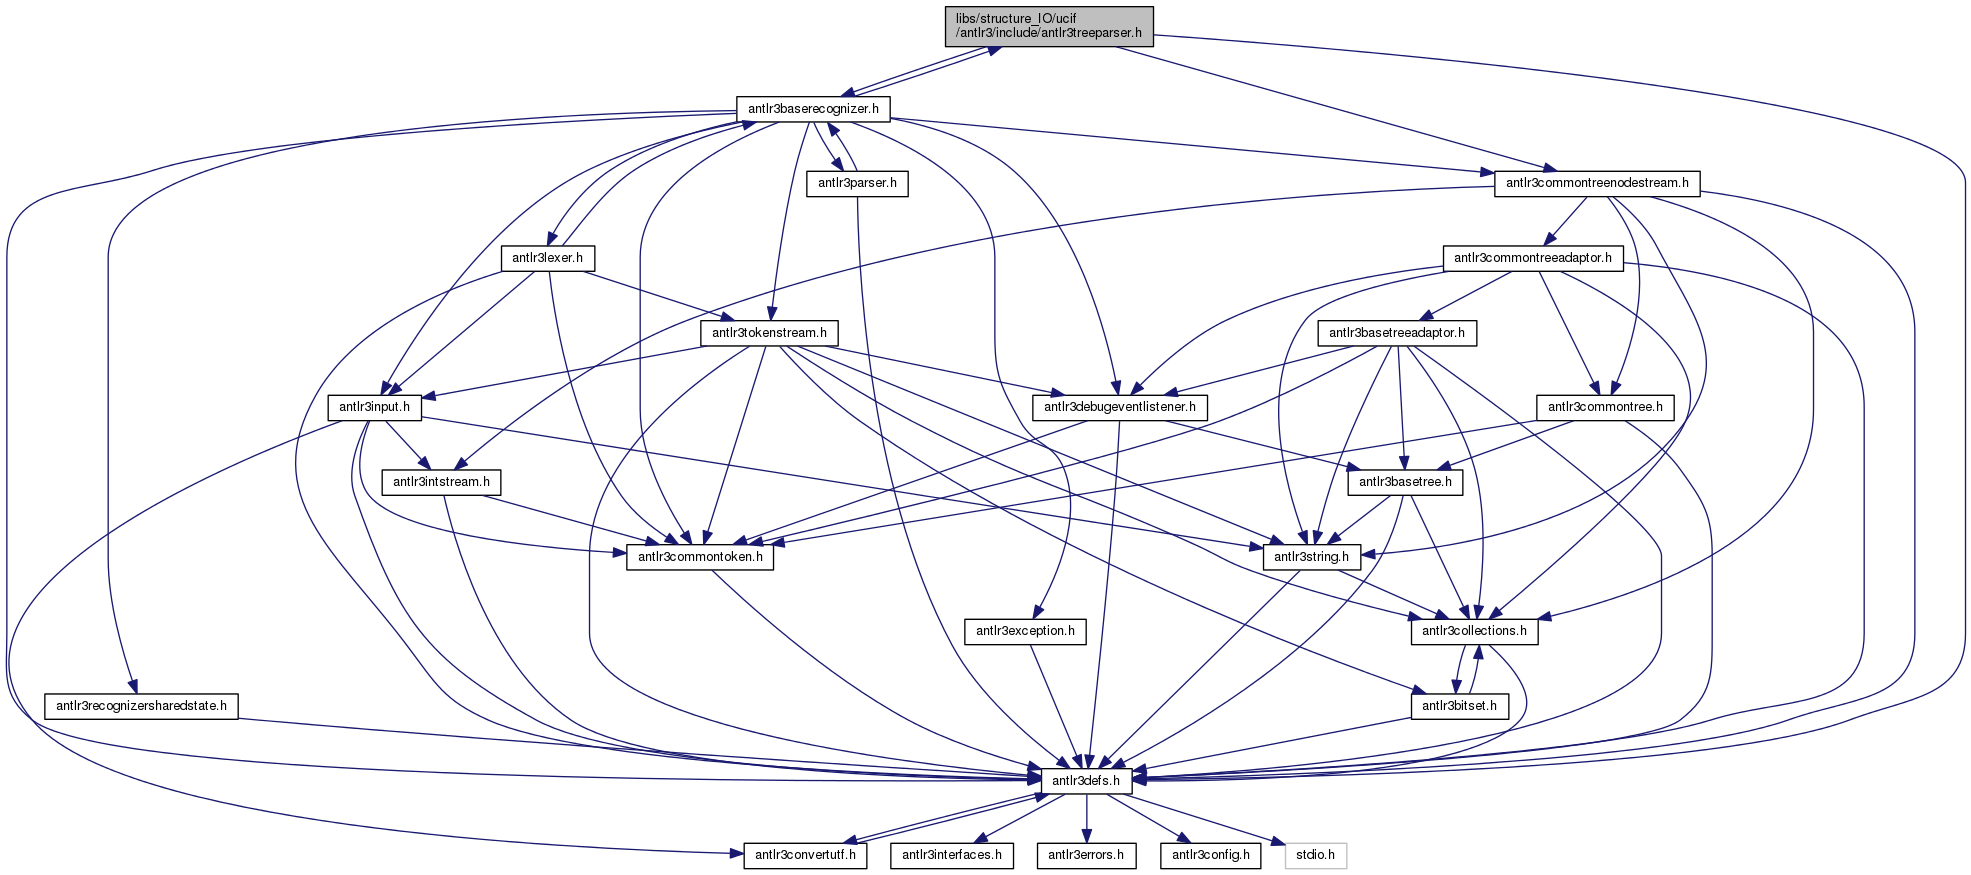 libs/structure_IO/ucif
/antlr3/include/antlr3treeparser.h
antlr3baserecognizer.h
antlr3parser.h
antlr3commontreenodestream.h
antlr3lexer.h
antlr3commontreeadaptor.h
antlr3tokenstream.h
antlr3basetreeadaptor.h
antlr3input.h
antlr3debugeventlistener.h
antlr3commontree.h
antlr3intstream.h
antlr3basetree.h
antlr3commontoken.h
antlr3string.h
antlr3exception.h
antlr3collections.h
antlr3recognizersharedstate.h
antlr3bitset.h
antlr3defs.h
antlr3convertutf.h
antlr3interfaces.h
antlr3errors.h
antlr3config.h
stdio.h